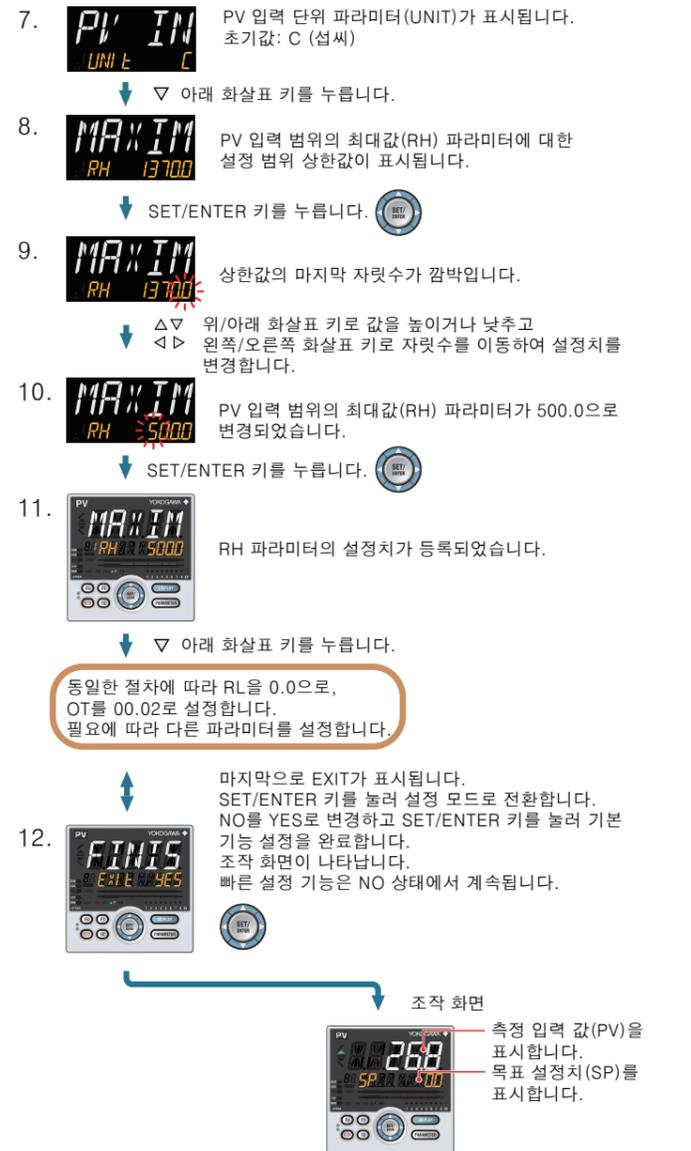 7.
PV IN
UNIT C
PV 입력 단위 파라미터(UNIT)가 표시됩니다.
초기값: C (섭씨)
▽ 아래 화살표 키를 누릅니다.
8.
MAXIM
RH 1370.0
PV 입력 범위의 최대값(RH) 파라미터에 대한
설정 범위 상한값이 표시됩니다.
SET/ENTER 키를 누릅니다.
SET/
ENTER
9.
MAXIM
RH 1370.0
상한값의 마지막 자릿수가 깜박입니다.
△▽ 위/아래 화살표 키로 값을 높이거나 낮추고
◁ ▷ 왼쪽/오른쪽 화살표 키로 자릿수를 이동하여 설정치를
변경합니다.
10.
MAXIM
RH 500.0
PV 입력 범위의 최대값(RH) 파라미터가 500.0으로
변경되었습니다.
SET/ENTER 키를 누릅니다.
SET/
ENTER
11.
PV YOKOGAWA
MAXIM
RH 500.0
PARAMETER
RH 파라미터의 설정치가 등록되었습니다.
▽ 아래 화살표 키를 누릅니다.
동일한 절차에 따라 RL을 0.0으로,
OT를 00.02로 설정합니다.
필요에 따라 다른 파라미터를 설정합니다.
마지막으로 EXIT가 표시됩니다.
SET/ENTER 키를 눌러 설정 모드로 전환합니다.
NO를 YES로 변경하고 SET/ENTER 키를 눌러 기본
기능 설정을 완료합니다.
조작 화면이 나타납니다.
빠른 설정 기능은 NO 상태에서 계속됩니다.
12.
PV YOKOGAWA
FINIS
EXIT YES
PARAMETER
SET/
ENTER
조작 화면
PV YOKOGAWA
26.8
SP 0.0
PARAMETER
측정 입력 값(PV)을
표시합니다.
목표 설정치(SP)를
표시합니다.